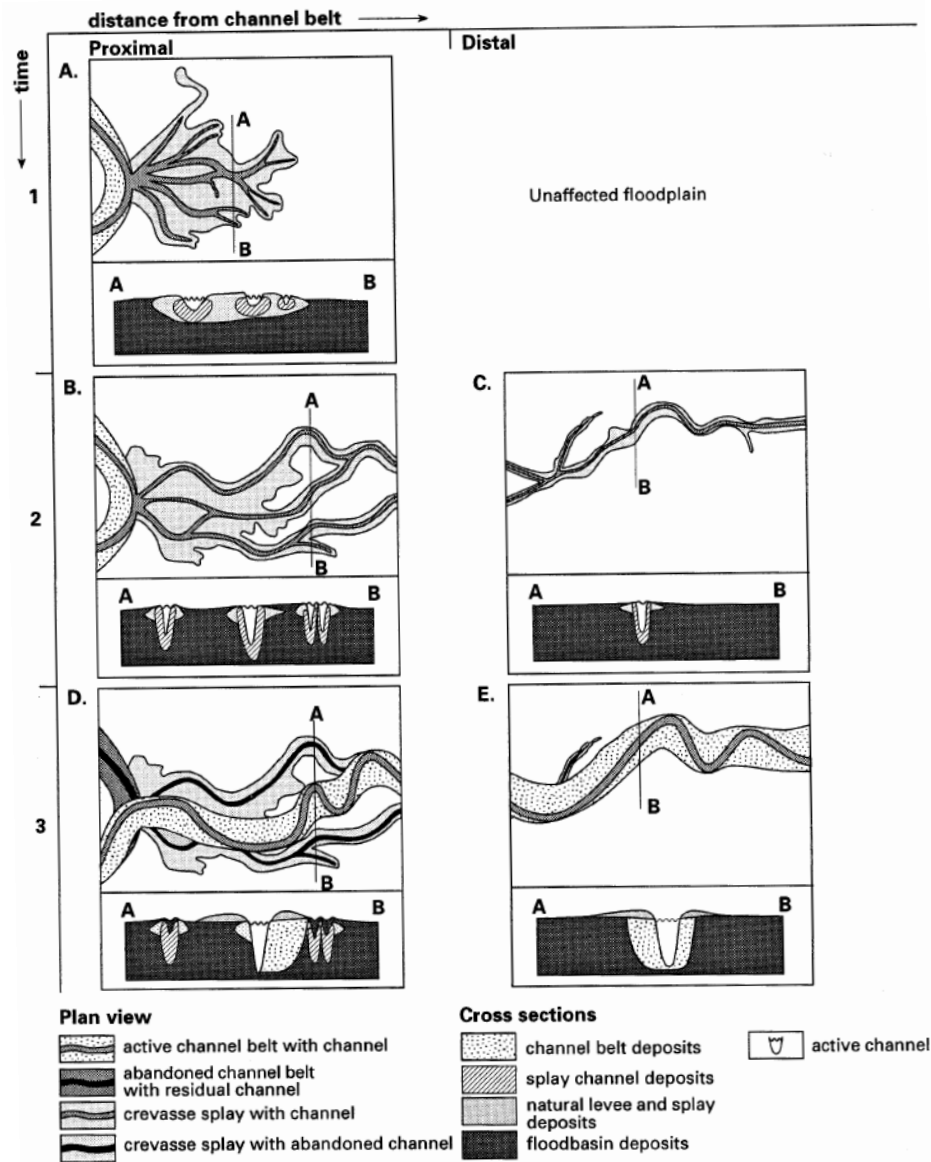 distance from channel belt
time
Proximal
Distal
A.
A
B
1
Unaffected floodplain
A
B
B.
A
B
2
A
B
C.
A
B
A
B
D.
A
B
3
A
B
E.
A
B
A
B
Plan view
active channel belt with channel
abandoned channel belt
with residual channel
crevasse splay with channel
crevasse splay with abandoned channel
Cross sections
channel belt deposits
active channel
splay channel deposits
natural levee and splay
deposits
floodbasin deposits